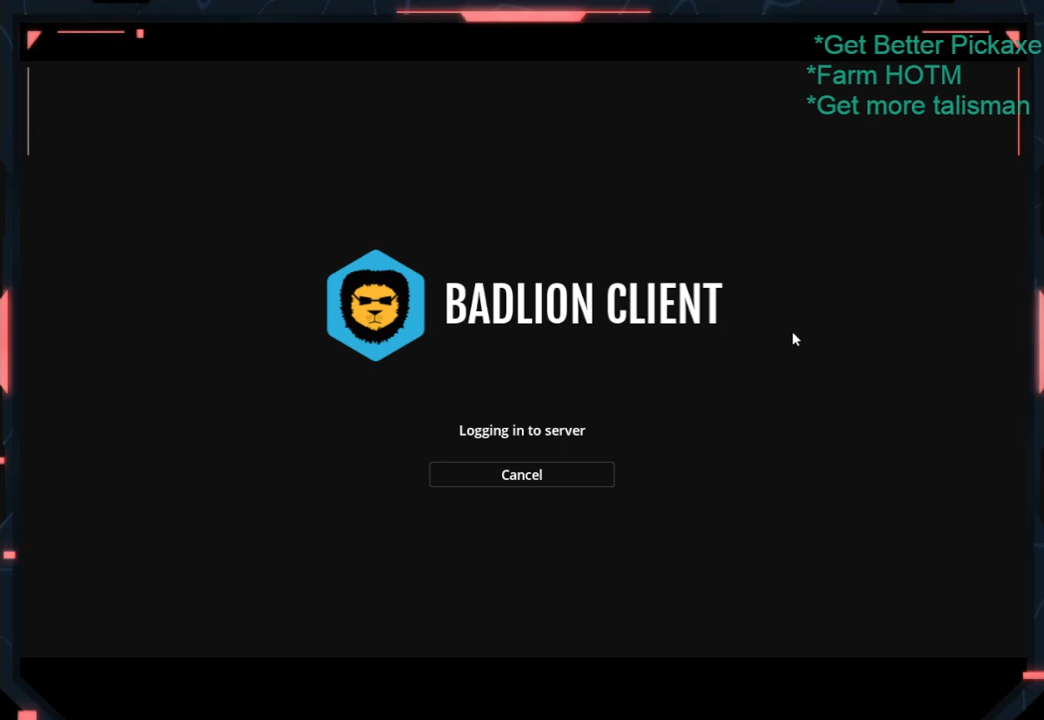 *Get Better Pickaxe
*Farm HOTM
*Get more talisman
BADLION CLIENT
Logging in to server
Cancel